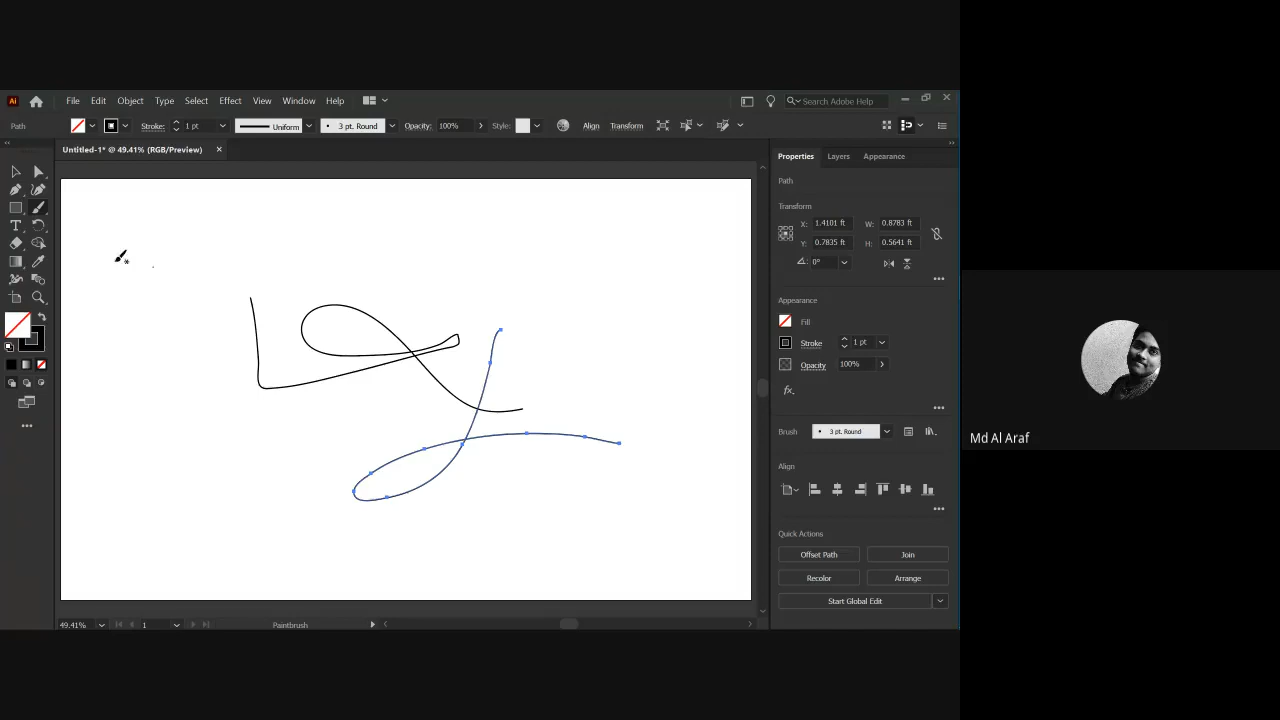 Ai File Edit Object Type Select Effect View Window Help Search Adobe Help
Path Stroke: 1 pt Uniform 3 pt. Round Opacity: 100% Style: Align Transform
Untitled-1* @ 49.41% (RGB/Preview) ×
Properties Layers Appearance
Path
Transform
X: 1.4101 ft W: 0.8783 ft
Y: 0.7835 ft H: 0.5641 ft
0°
Appearance
Fill
Stroke 1 pt
Opacity 100%
fx.
Brush 3 pt. Round
Align
Quick Actions
Offset Path Join
Recolor Arrange
Start Global Edit
49.41% 1 Paintbrush
Md Al Araf